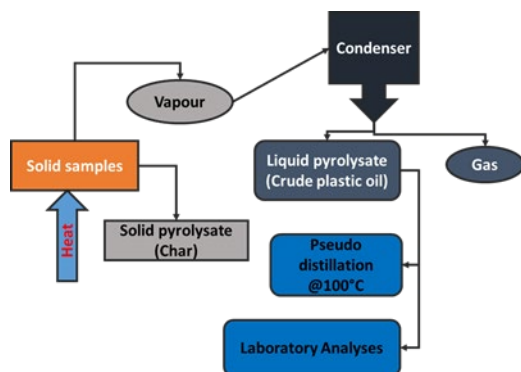 Condenser
Vapour
Solid samples
Liquid pyrolysate
(Crude plastic oil)
Gas
Heat
Solid pyrolysate
(Char)
Pseudo
distillation
@100°C
Laboratory Analyses